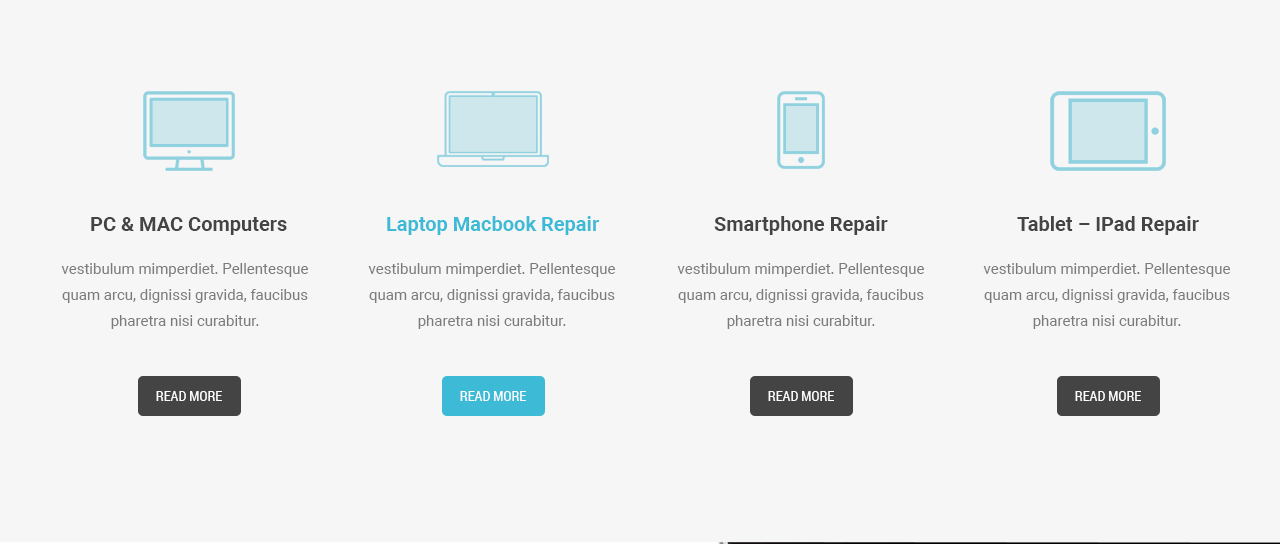 PC & MAC Computers
vestibulum mimperdiet. Pellentesque
quam arcu, dignissi gravida, faucibus
pharetra nisi curabitur.
READ MORE
Laptop Macbook Repair
vestibulum mimperdiet. Pellentesque
quam arcu, dignissi gravida, faucibus
pharetra nisi curabitur.
READ MORE
Smartphone Repair
vestibulum mimperdiet. Pellentesque
quam arcu, dignissi gravida, faucibus
pharetra nisi curabitur.
READ MORE
Tablet – IPad Repair
vestibulum mimperdiet. Pellentesque
quam arcu, dignissi gravida, faucibus
pharetra nisi curabitur.
READ MORE